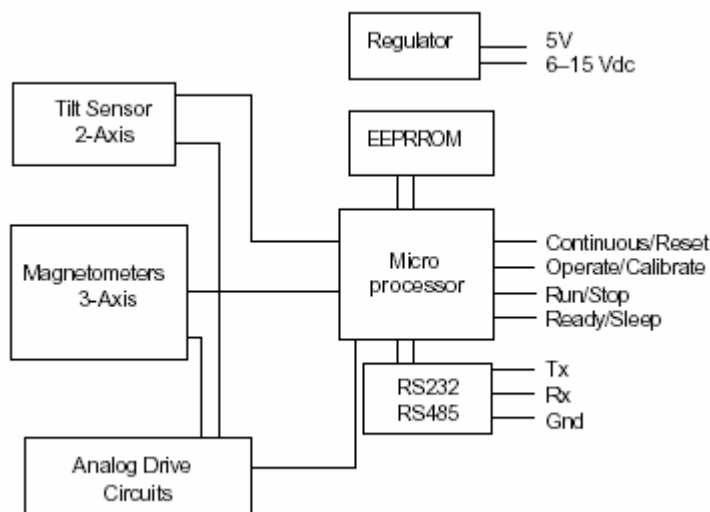 Regulator
5V
6–15 Vdc
Tilt Sensor
2-Axis
EEPRROM
Magnetometers
3-Axis
Micro
processor
Continuous/Reset
Operate/Calibrate
Run/Stop
Ready/Sleep
RS232
RS485
Tx
Rx
Gnd
Analog Drive
Circuits